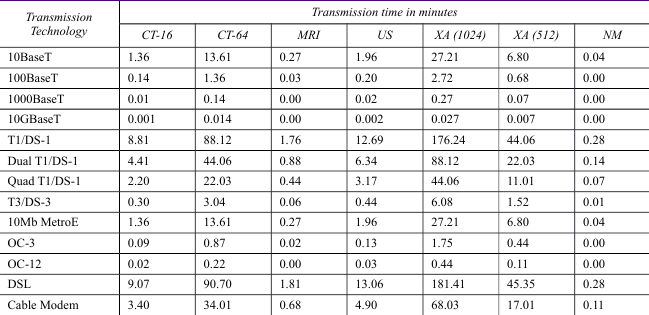 Transmission Technology Transmission time in minutes
CT-16 CT-64 MRI US XA (1024) XA (512) NM
10BaseT 1.36 13.61 0.27 1.96 27.21 6.80 0.04
100BaseT 0.14 1.36 0.03 0.20 2.72 0.68 0.00
1000BaseT 0.01 0.14 0.00 0.02 0.27 0.07 0.00
10GBaseT 0.001 0.014 0.00 0.002 0.027 0.007 0.00
T1/DS-1 8.81 88.12 1.76 12.69 176.24 44.06 0.28
Dual T1/DS-1 4.41 44.06 0.88 6.34 88.12 22.03 0.14
Quad T1/DS-1 2.20 22.03 0.44 3.17 44.06 11.01 0.07
T3/DS-3 0.30 3.04 0.06 0.44 6.08 1.52 0.01
10Mb MetroE 1.36 13.61 0.27 1.96 27.21 6.80 0.04
OC-3 0.09 0.87 0.02 0.13 1.75 0.44 0.00
OC-12 0.02 0.22 0.00 0.03 0.44 0.11 0.00
DSL 9.07 90.70 1.81 13.06 181.41 45.35 0.28
Cable Modem 3.40 34.01 0.68 4.90 68.03 17.01 0.11